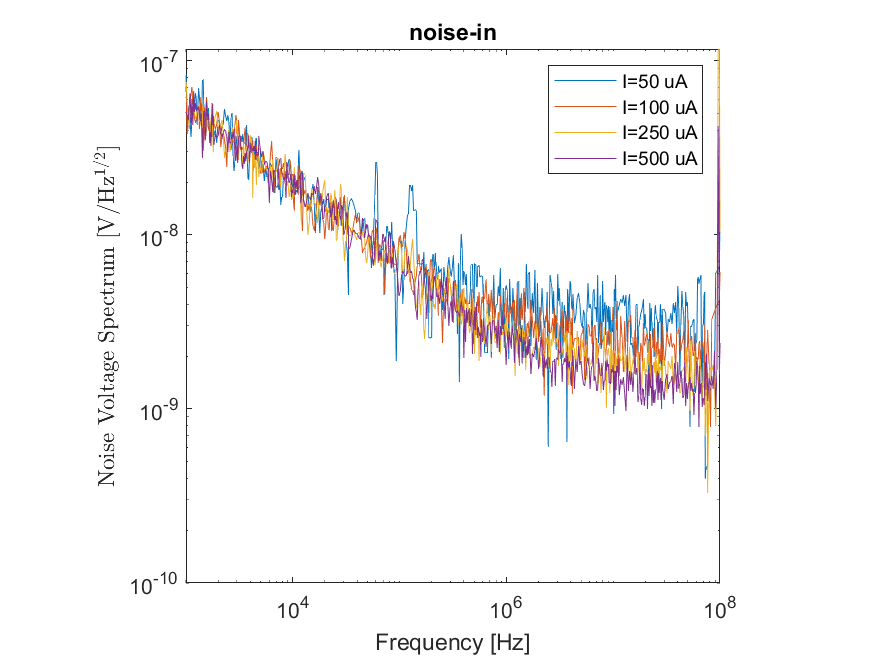 noise-in
10^-7
10^-8
10^-9
10^-10
Noise Voltage Spectrum [V/Hz^1/2]
I=50 uA
I=100 uA
I=250 uA
I=500 uA
10^4
10^6
10^8
Frequency [Hz]